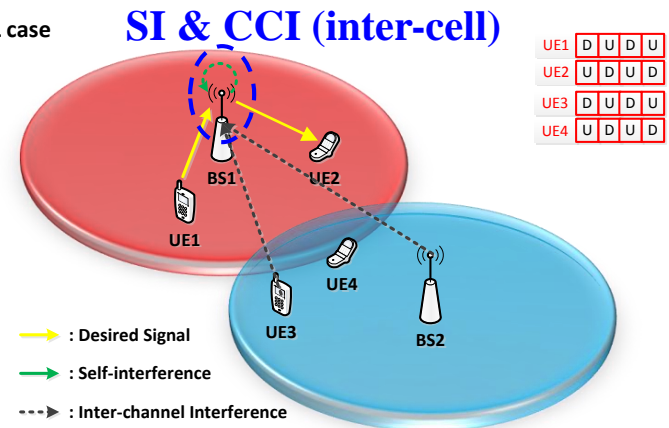 case
SI & CCI (inter-cell)
UE1 D U D U
UE2 U D U D
UE3 D U D U
UE4 U D U D
BS1
UE2
UE1
UE4
UE3
BS2
: Desired Signal
: Self-interference
: Inter-channel Interference